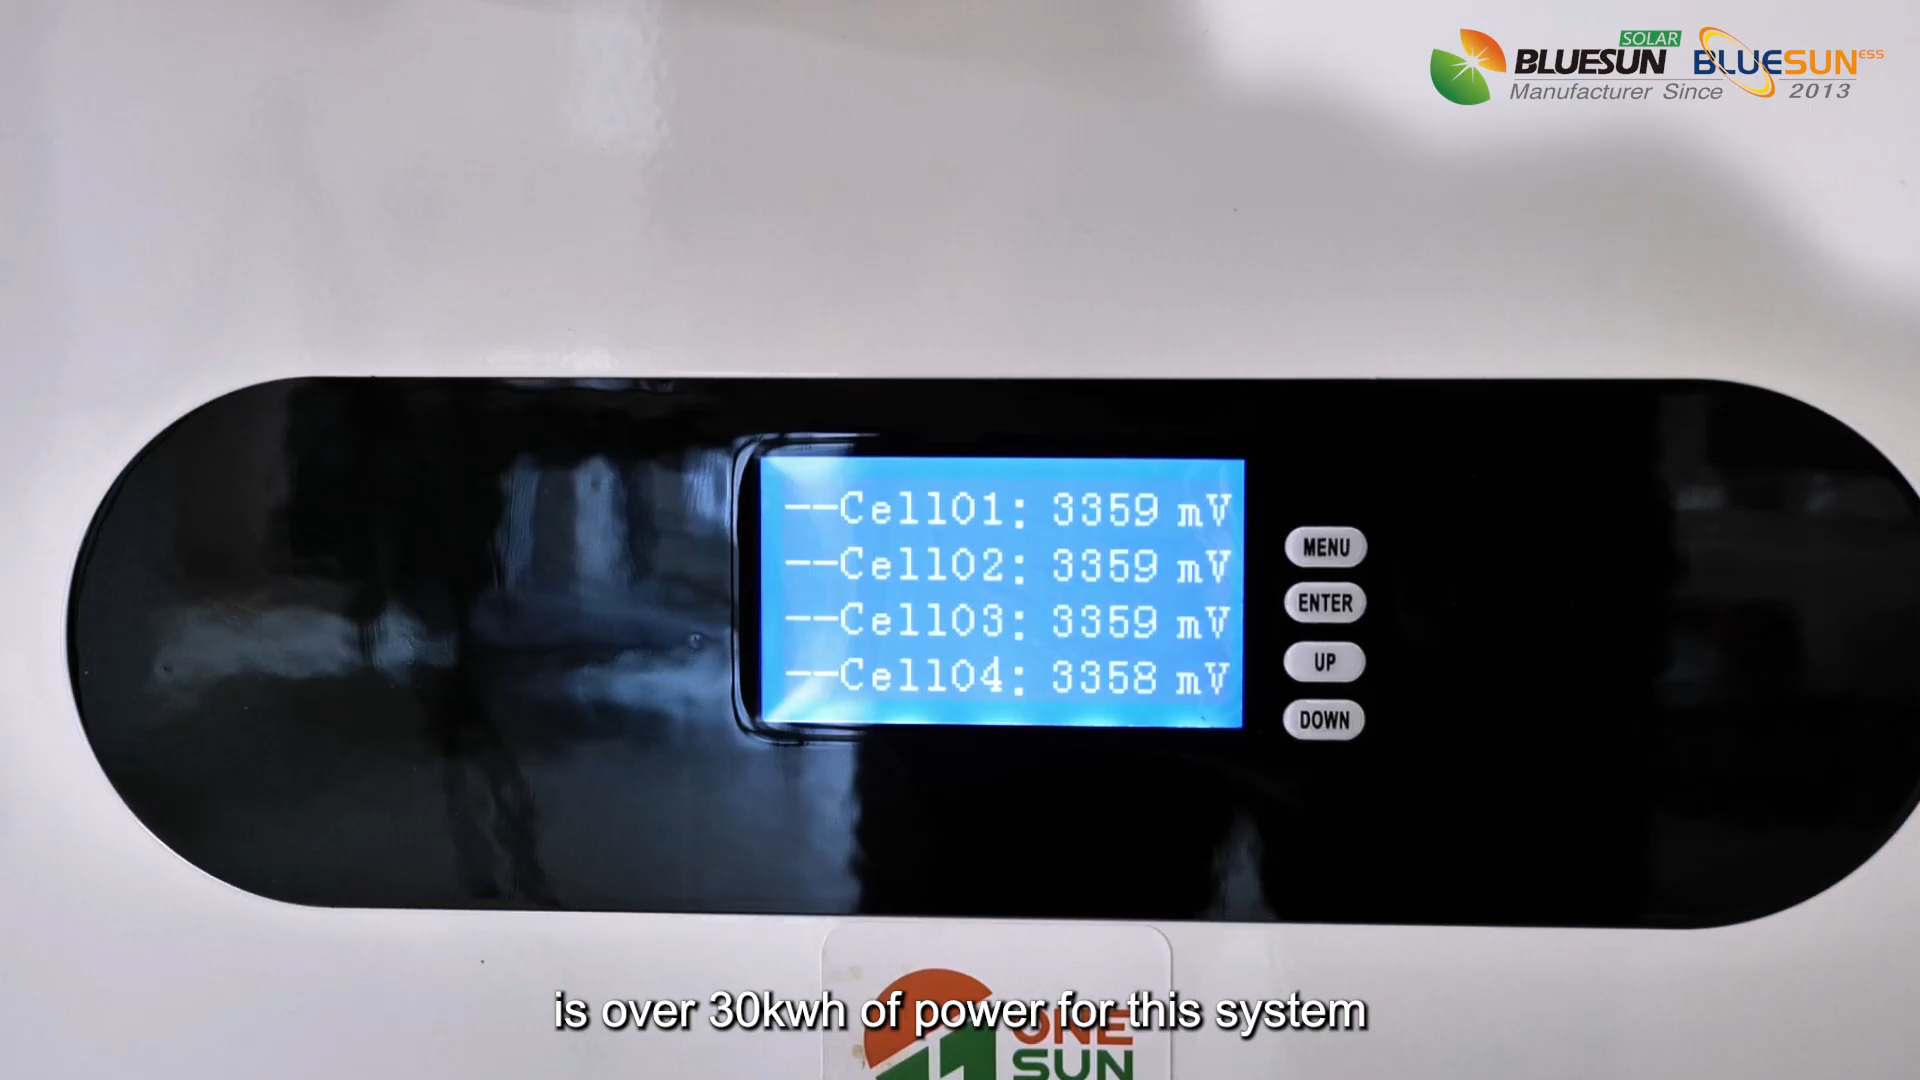 SOLAR
BLUESUN BLUESUN ESS
Manufacturer Since 2013
--Cell01: 3359 mV
--Cell02: 3359 mV
--Cell03: 3359 mV
--Cell04: 3358 mV
MENU
ENTER
UP
DOWN
is over 30kwh of power for this system
ONE
SUN